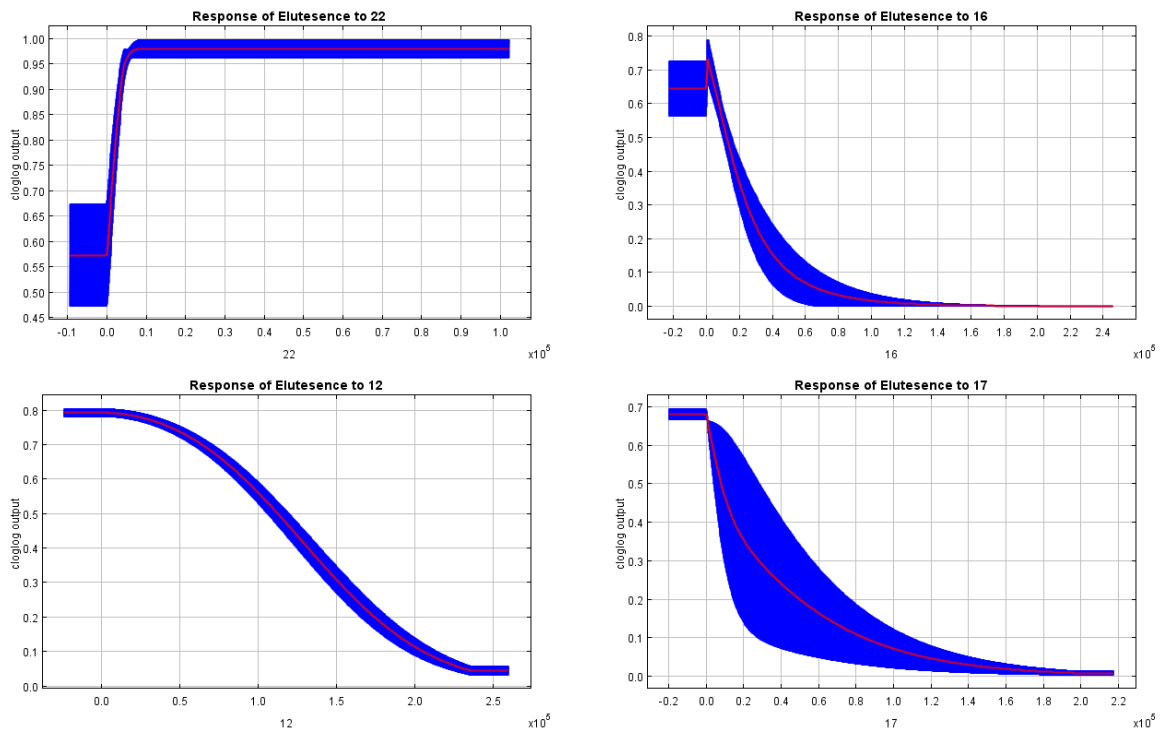 Response of Elutesence to 22
cloglog output
1.00
0.95
0.90
0.85
0.80
0.75
0.70
0.65
0.60
0.55
0.50
0.45
-0.1 0.0 0.1 0.2 0.3 0.4 0.5 0.6 0.7 0.8 0.9 1.0
22
x10^5
Response of Elutesence to 16
cloglog output
0.8
0.7
0.6
0.5
0.4
0.3
0.2
0.1
0.0
-0.2 0.0 0.2 0.4 0.6 0.8 1.0 1.2 1.4 1.6 1.8 2.0 2.2 2.4
16
x10^5
Response of Elutesence to 12
cloglog output
0.8
0.7
0.6
0.5
0.4
0.3
0.2
0.1
0.0
0.0 0.5 1.0 1.5 2.0 2.5
12
x10^5
Response of Elutesence to 17
cloglog output
0.7
0.6
0.5
0.4
0.3
0.2
0.1
0.0
-0.2 0.0 0.2 0.4 0.6 0.8 1.0 1.2 1.4 1.6 1.8 2.0 2.2
17
x10^5